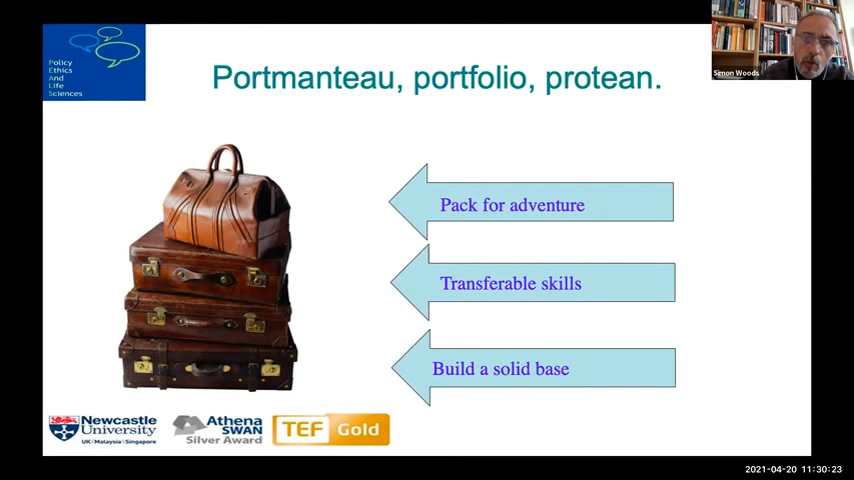 Policy
Ethics
And
Life
Sciences
Portmanteau, portfolio, protean.
Simon Woods
Pack for adventure
Transferable skills
Build a solid base
Newcastle
University
UK | Malaysia | Singapore
Athena
SWAN
Silver Award
TEF Gold
2021-04-20 11:30:23